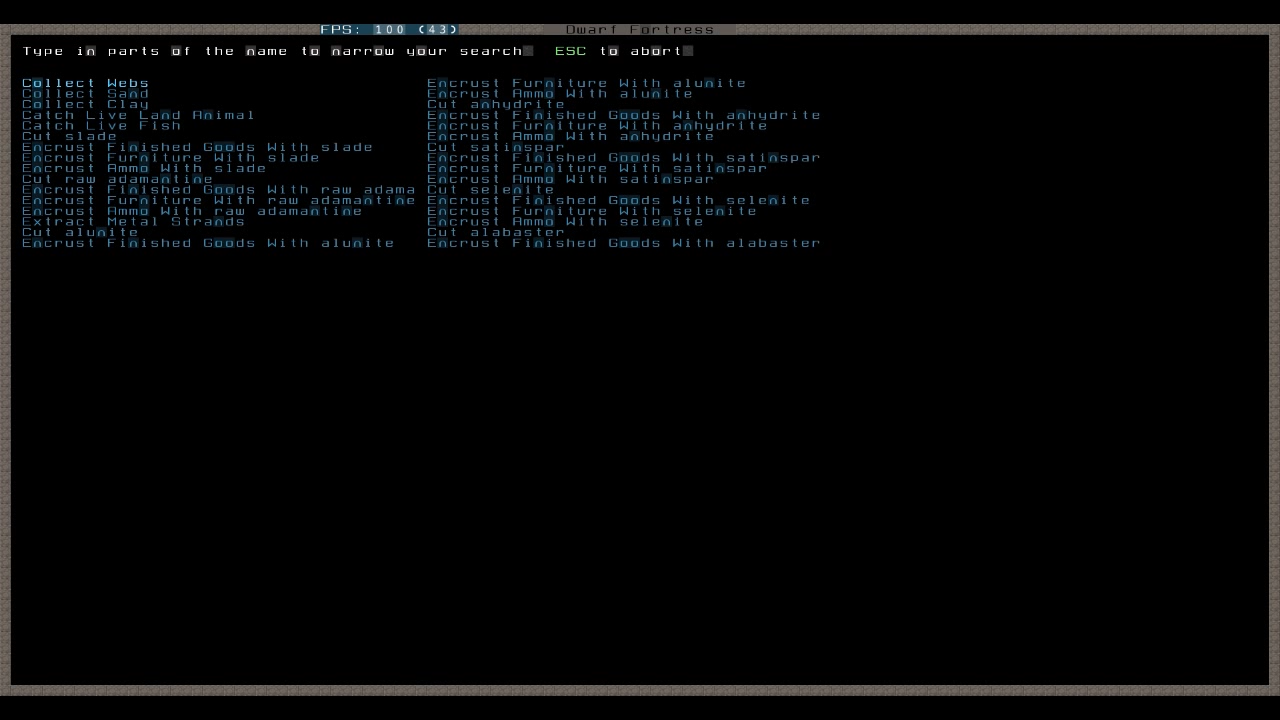 FPS: 100 (43) Dwarf Fortress
Type in parts of the name to narrow your search. ESC to abort.
Collect Webs
Collect Sand
Collect Clay
Catch Live Land Animal
Catch Live Fish
Cut slade
Encrust Finished Goods With slade
Encrust Furniture With slade
Encrust Ammo With slade
Cut raw adamantine
Encrust Finished Goods With raw adama
Encrust Furniture With raw adamantine
Encrust Ammo With raw adamantine
Extract Metal Strands
Cut alunite
Encrust Finished Goods With alunite
Encrust Furniture With alunite
Encrust Ammo With alunite
Cut anhydrite
Encrust Finished Goods With anhydrite
Encrust Furniture With anhydrite
Encrust Ammo With anhydrite
Cut satinspar
Encrust Finished Goods With satinspar
Encrust Furniture With satinspar
Encrust Ammo With satinspar
Cut selenite
Encrust Finished Goods With selenite
Encrust Furniture With selenite
Encrust Ammo With selenite
Cut alabaster
Encrust Finished Goods With alabaster